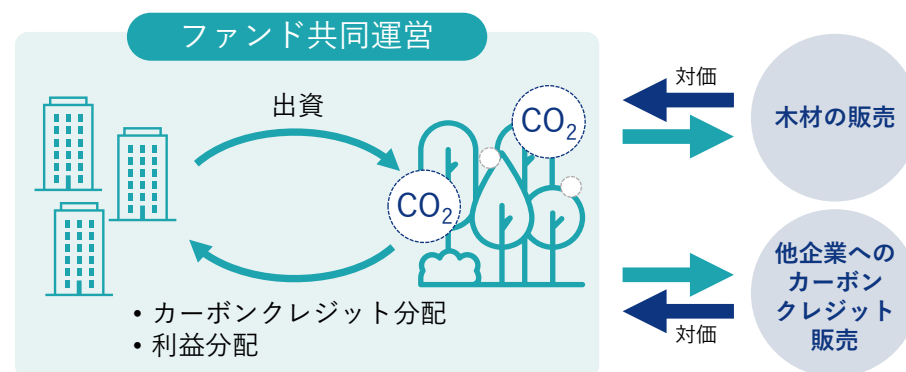 ファンド共同運営
出資
CO₂
CO₂
・カーボンクレジット分配
・利益分配
対価
木材の販売
他企業への
カーボン
クレジット
販売
対価